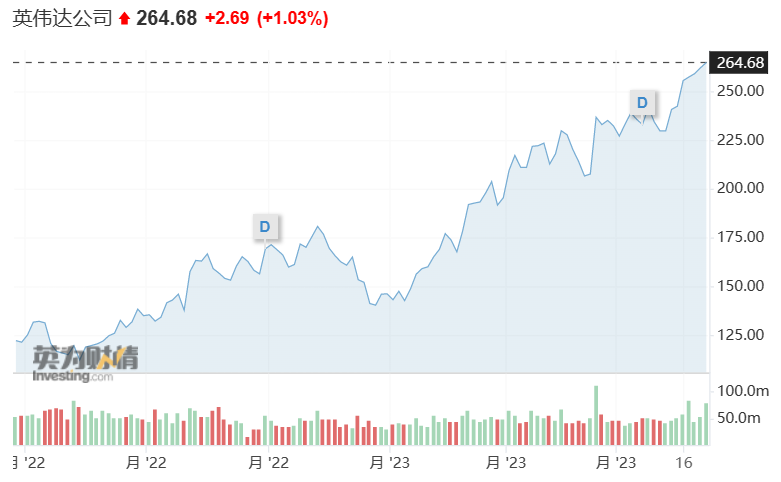 英伟达公司 264.68 +2.69 (+1.03%)
264.68
250.00
D
225.00
200.00
D
175.00
150.00
125.00
英为财情
Investing.com
100.0m
50.0m
月 '22 月 '22 月 '22 月 '23 月 '23 月 '23 16